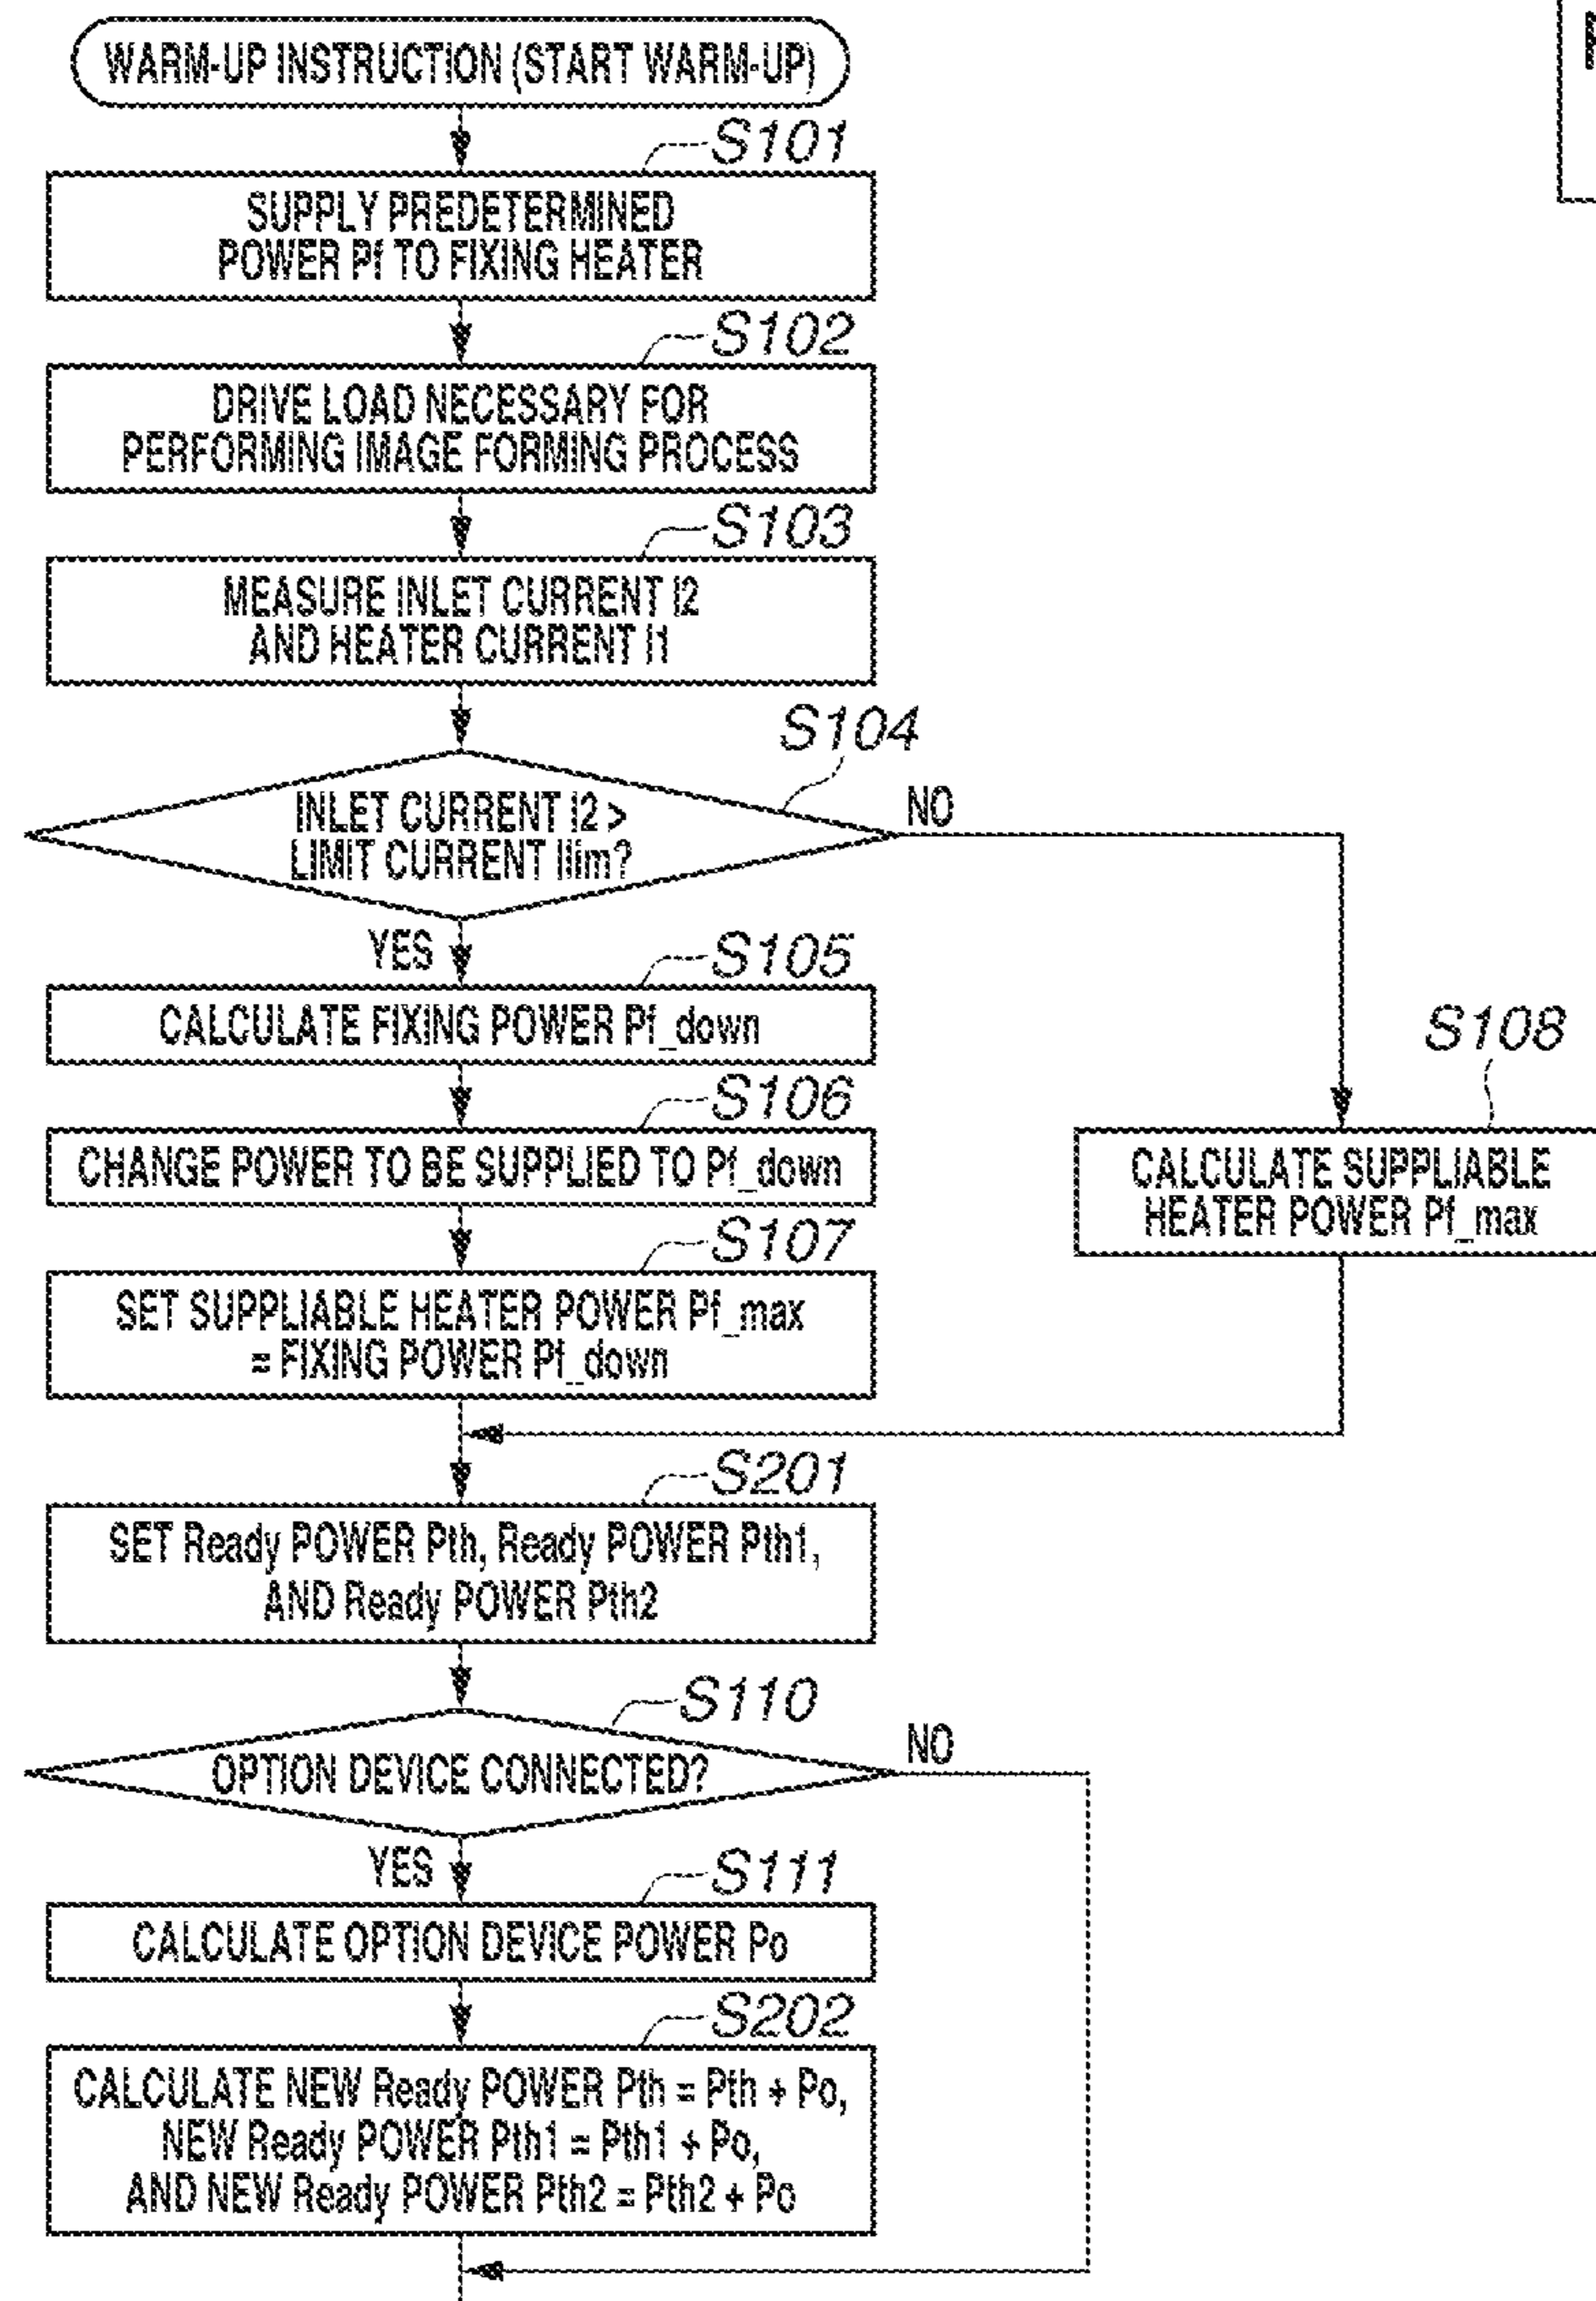 WARM-UP INSTRUCTION (START WARM-UP)
S101
SUPPLY PREDETERMINED
POWER Pf TO FIXING HEATER
S102
DRIVE LOAD NECESSARY FOR
PERFORMING IMAGE FORMING PROCESS
S103
MEASURE INLET CURRENT I2
AND HEATER CURRENT I1
S104
INLET CURRENT I2 >
LIMIT CURRENT Ilim?
NO
YES
S105
CALCULATE FIXING POWER Pf_down
S106
CHANGE POWER TO BE SUPPLIED TO Pf_down
S108
CALCULATE SUPPLIABLE
HEATER POWER Pf_max
S107
SET SUPPLIABLE HEATER POWER Pf_max
= FIXING POWER Pf_down
S201
SET Ready POWER Pth, Ready POWER Pth1,
AND Ready POWER Pth2
S110
OPTION DEVICE CONNECTED?
NO
YES
S111
CALCULATE OPTION DEVICE POWER Po
S202
CALCULATE NEW Ready POWER Pth = Pth + Po,
NEW Ready POWER Pth1 = Pth1 + Po,
AND NEW Ready POWER Pth2 = Pth2 + Po